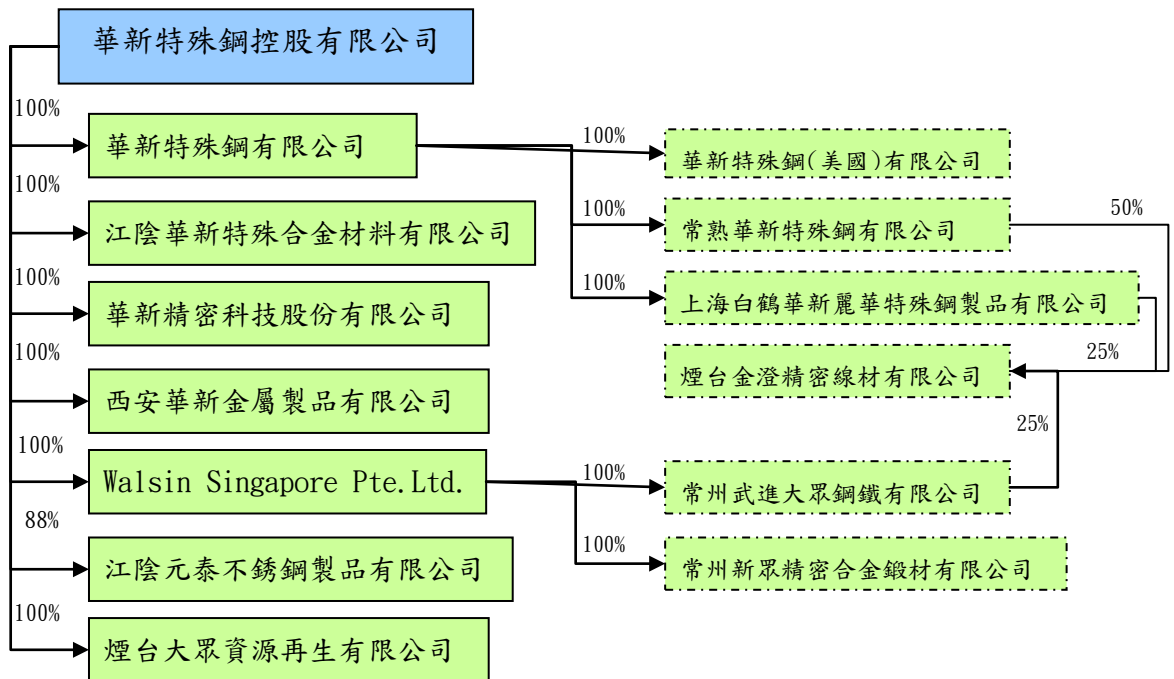 華新特殊鋼控股有限公司
100%
華新特殊鋼有限公司
100%
江陰華新特殊合金材料有限公司
100%
華新精密科技股份有限公司
100%
西安華新金屬製品有限公司
100%
Walsin Singapore Pte.Ltd.
88%
江陰元泰不銹鋼製品有限公司
100%
煙台大眾資源再生有限公司
100%
華新特殊鋼(美國)有限公司
100%
常熟華新特殊鋼有限公司
50%
100%
上海白鶴華新麗華特殊鋼製品有限公司
25%
煙台金澄精密線材有限公司
25%
100%
常州武進大眾鋼鐵有限公司
100%
常州新眾精密合金鍛材有限公司